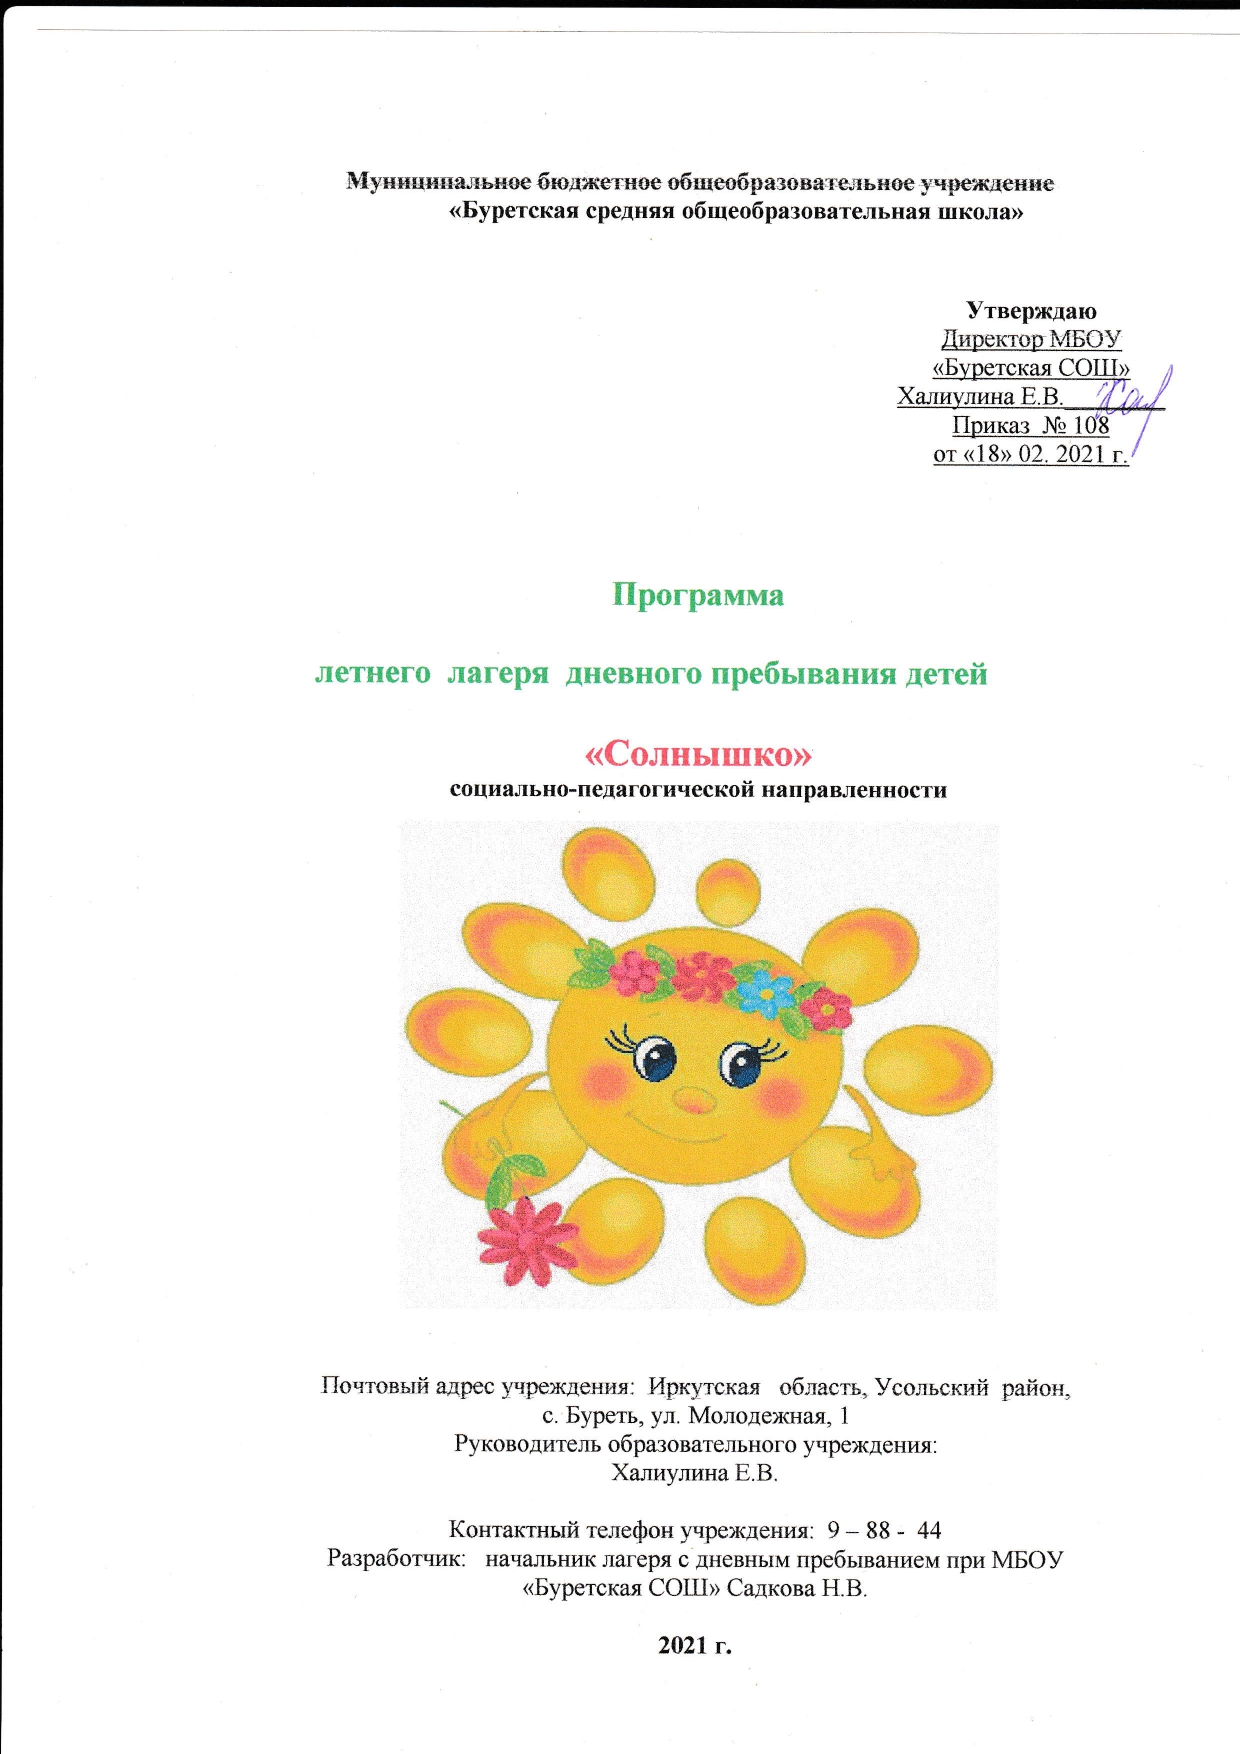 Муниципальное бюджетное общеобразовательное учреждение
«Буретская средняя общеобразовательная школа»
Утверждаю
Директор МБОУ
«Буретская СОШ»
Халиулина Е.В.________
Приказ  № 108
от «18» 02. 2021 г.
Программа
летнего  лагеря  дневного пребывания детей
«Солнышко»
социально-педагогической направленности
Почтовый адрес учреждения:  Иркутская   область, Усольский  район,
с. Буреть, ул. Молодежная, 1
Руководитель образовательного учреждения:
Халиулина Е.В.
Контактный телефон учреждения:  9 – 88 -  44
Разработчик:   начальник лагеря с дневным пребыванием при МБОУ
«Буретская СОШ» Садкова Н.В.
2021 г.